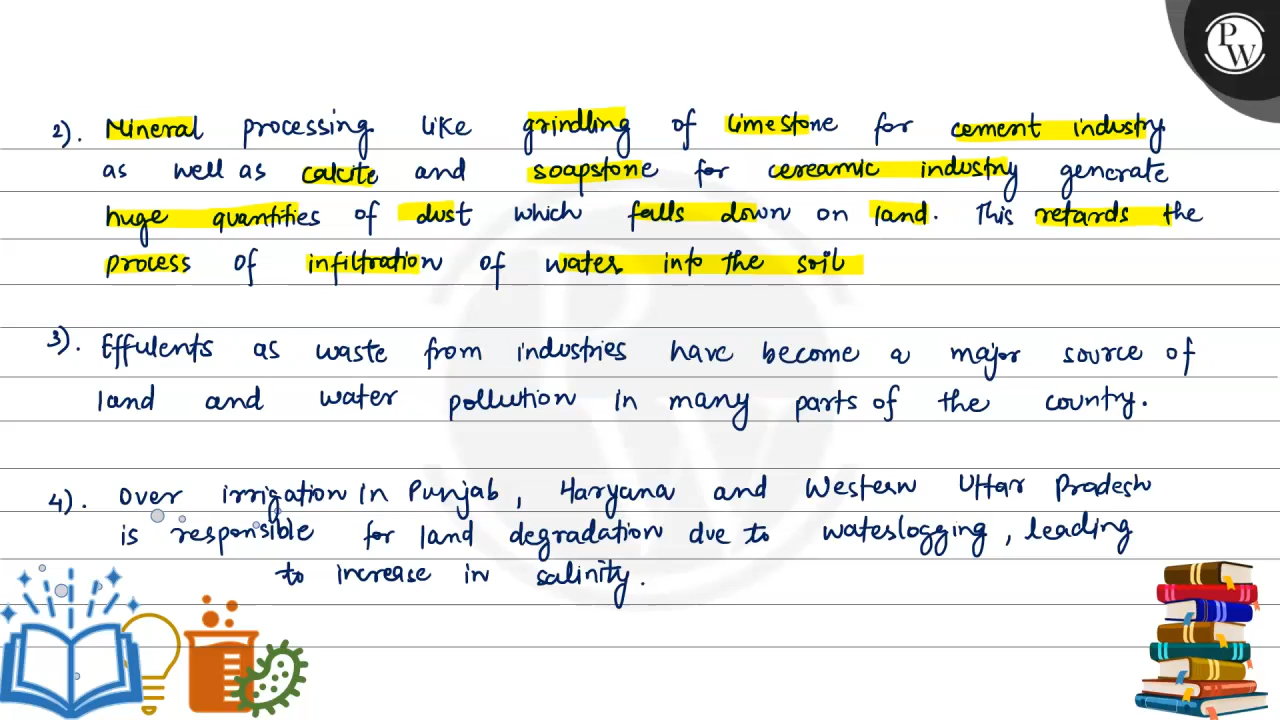 PW
2). Mineral processing like grindling of limestone for cement industry
as well as calcite and soapstone for cereamic industry gencrate
huge quantities of dust which falls down on land. This retards the
process of infiltration of water into the soil
3). Effulents as waste from industries have become a major source of
land and water pollution in many parts of the country.
4). Over irrigation in Punjab, Haryana and Western Uttar Pradesh
is responsible for land degradation due to waterlogging, leading
to increase in salinity.